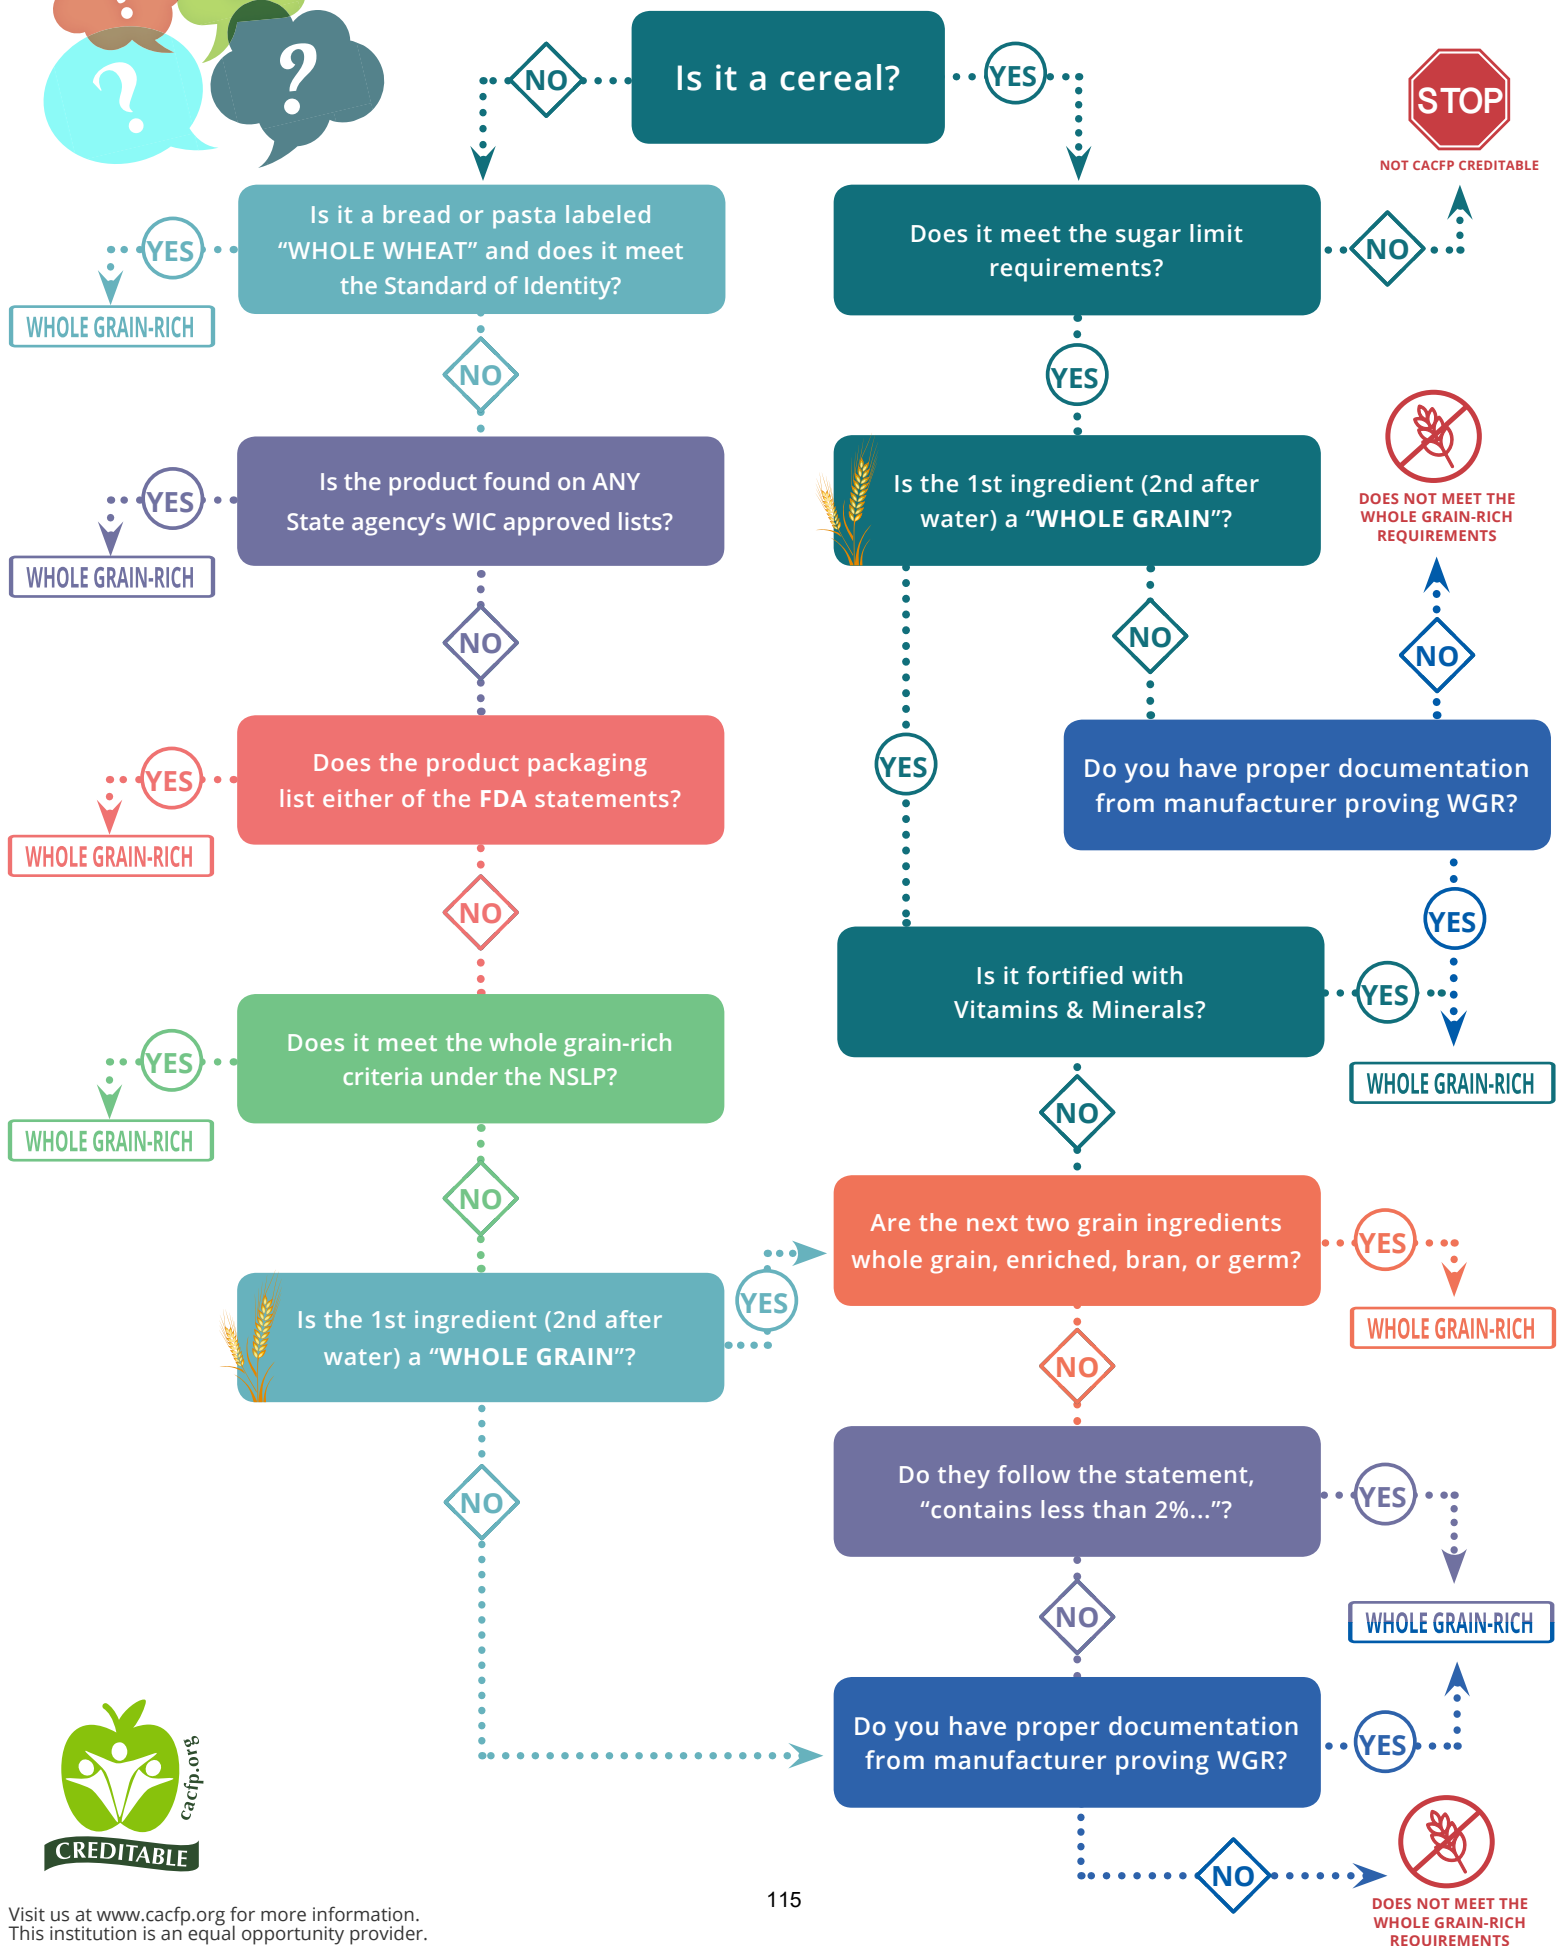 ?
?
?
Is it a cereal?
NO
YES
STOP
NOT CACFP CREDITABLE
Is it a bread or pasta labeled
“WHOLE WHEAT” and does it meet
the Standard of Identity?
YES
WHOLE GRAIN-RICH
NO
Does it meet the sugar limit
requirements?
NO
YES
Is the product found on ANY
State agency’s WIC approved lists?
YES
WHOLE GRAIN-RICH
NO
Is the 1st ingredient (2nd after
water) a “WHOLE GRAIN”?
NO
YES
DOES NOT MEET THE
WHOLE GRAIN-RICH
REQUIREMENTS
NO
Do you have proper documentation
from manufacturer proving WGR?
YES
Does the product packaging
list either of the FDA statements?
YES
WHOLE GRAIN-RICH
NO
Is it fortified with
Vitamins & Minerals?
YES
WHOLE GRAIN-RICH
NO
Does it meet the whole grain-rich
criteria under the NSLP?
YES
WHOLE GRAIN-RICH
NO
Are the next two grain ingredients
whole grain, enriched, bran, or germ?
YES
WHOLE GRAIN-RICH
NO
Is the 1st ingredient (2nd after
water) a “WHOLE GRAIN”?
YES
NO
Do they follow the statement,
“contains less than 2%...”?
YES
WHOLE GRAIN-RICH
NO
Do you have proper documentation
from manufacturer proving WGR?
YES
NO
DOES NOT MEET THE
WHOLE GRAIN-RICH
REQUIREMENTS
cacfp.org
CREDITABLE
115
Visit us at www.cacfp.org for more information.
This institution is an equal opportunity provider.